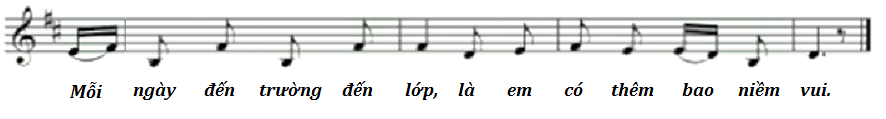 Mỗi ngày đến trường đến lớp, là em có thêm bao niềm vui.